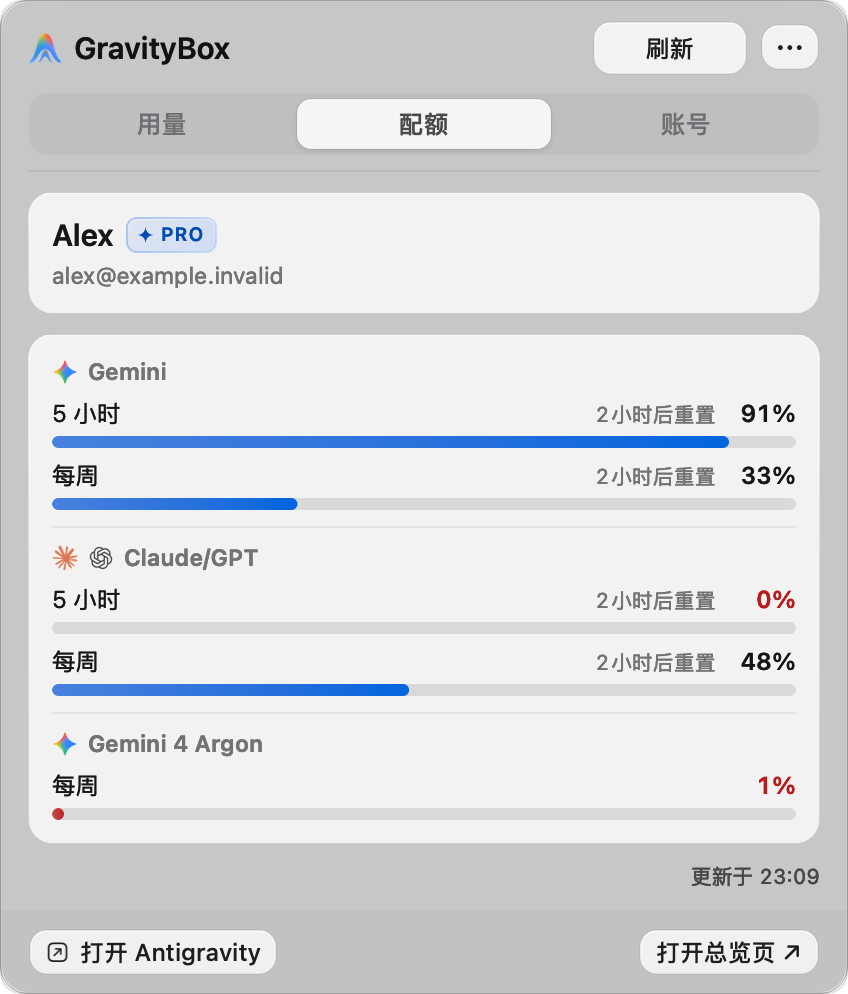 GravityBox 刷新 ...
用量 配额 账号
Alex PRO
alex@example.invalid
Gemini
5 小时 2小时后重置 91%
每周 2小时后重置 33%
Claude/GPT
5 小时 2小时后重置 0%
每周 2小时后重置 48%
Gemini 4 Argon
每周 1%
更新于 23:09
打开 Antigravity 打开总览页